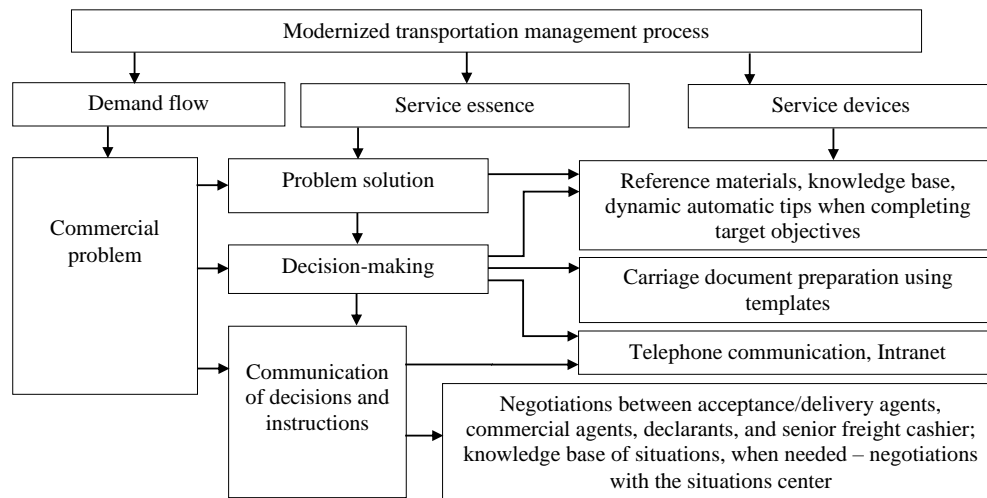 Modernized transportation management process
Demand flow
Service essence
Service devices
Commercial
problem
Problem solution
Reference materials, knowledge base,
dynamic automatic tips when completing
target objectives
Decision-making
Carriage document preparation using
templates
Communication
of decisions and
instructions
Telephone communication, Intranet
Negotiations between acceptance/delivery agents,
commercial agents, declarants, and senior freight cashier;
knowledge base of situations, when needed – negotiations
with the situations center